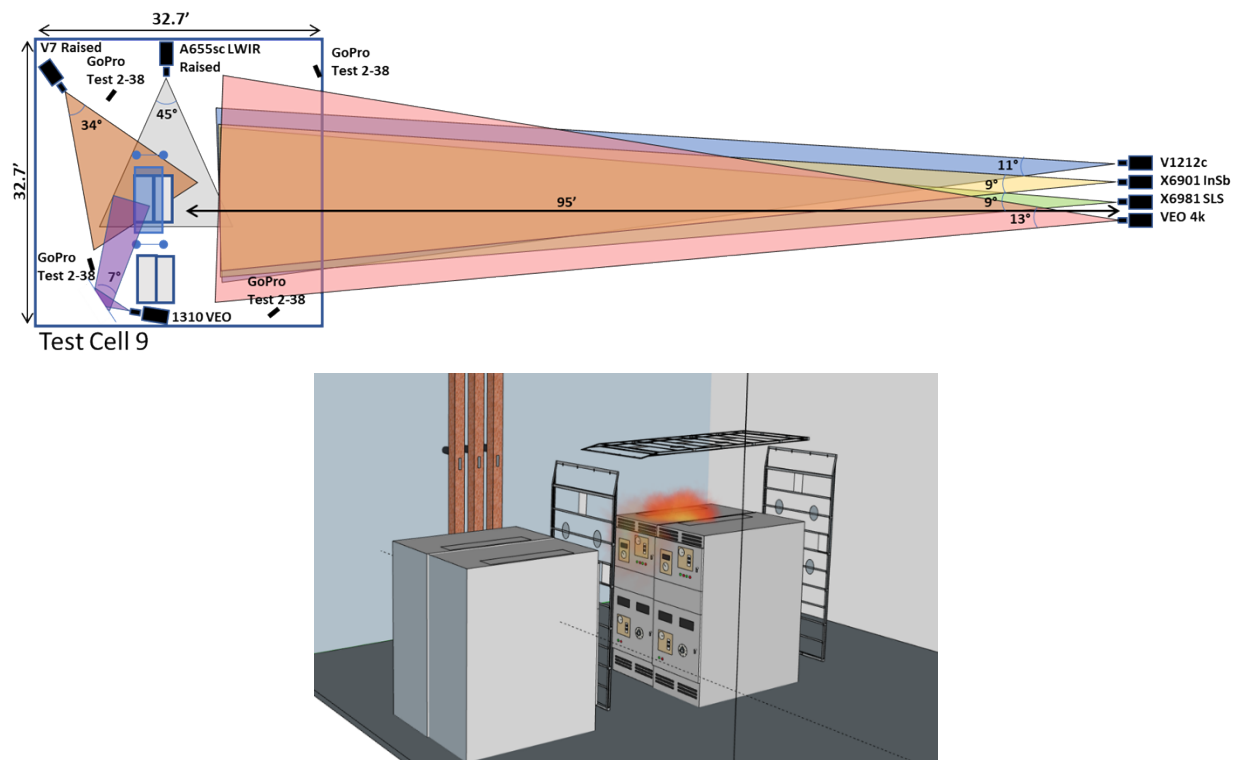 32.7’
V7 Raised
GoPro
Test 2-38
A655sc LWIR
Raised
GoPro
Test 2-38
34°
45°
32.7’
11°
9°
9°
13°
95’
V1212c
X6901 InSb
X6981 SLS
VEO 4k
GoPro
Test 2-38
7°
GoPro
Test 2-38
1310 VEO
Test Cell 9